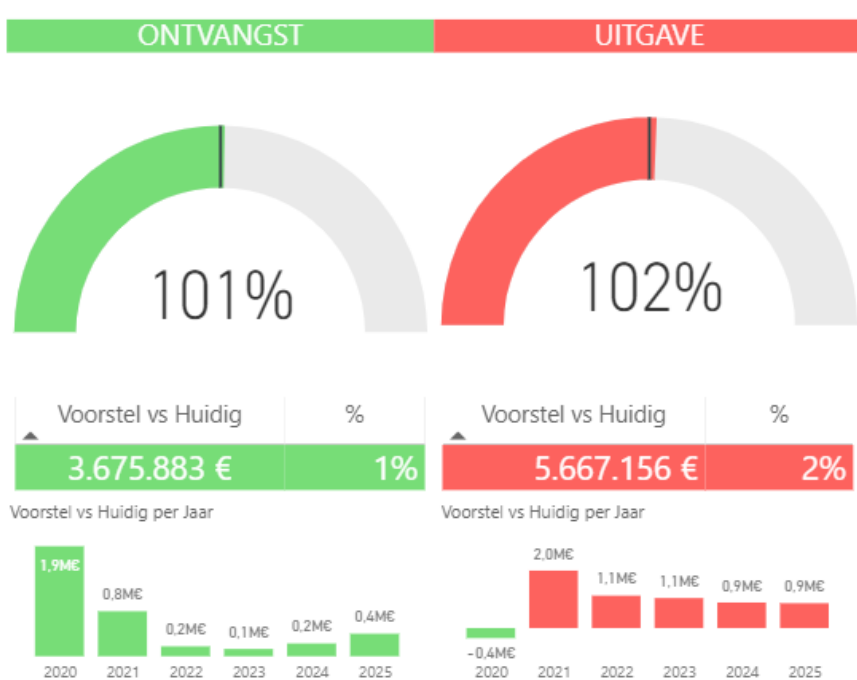 ONTVANGST
101%
Voorstel vs Huidig %
3.675.883 € 1%
Voorstel vs Huidig per Jaar
1,9M€ 0,8M€ 0,2M€ 0,1M€ 0,2M€ 0,4M€
2020 2021 2022 2023 2024 2025
UITGAVE
102%
Voorstel vs Huidig %
5.667.156 € 2%
Voorstel vs Huidig per Jaar
-0,4M€ 2,0M€ 1,1M€ 1,1M€ 0,9M€ 0,9M€
2020 2021 2022 2023 2024 2025